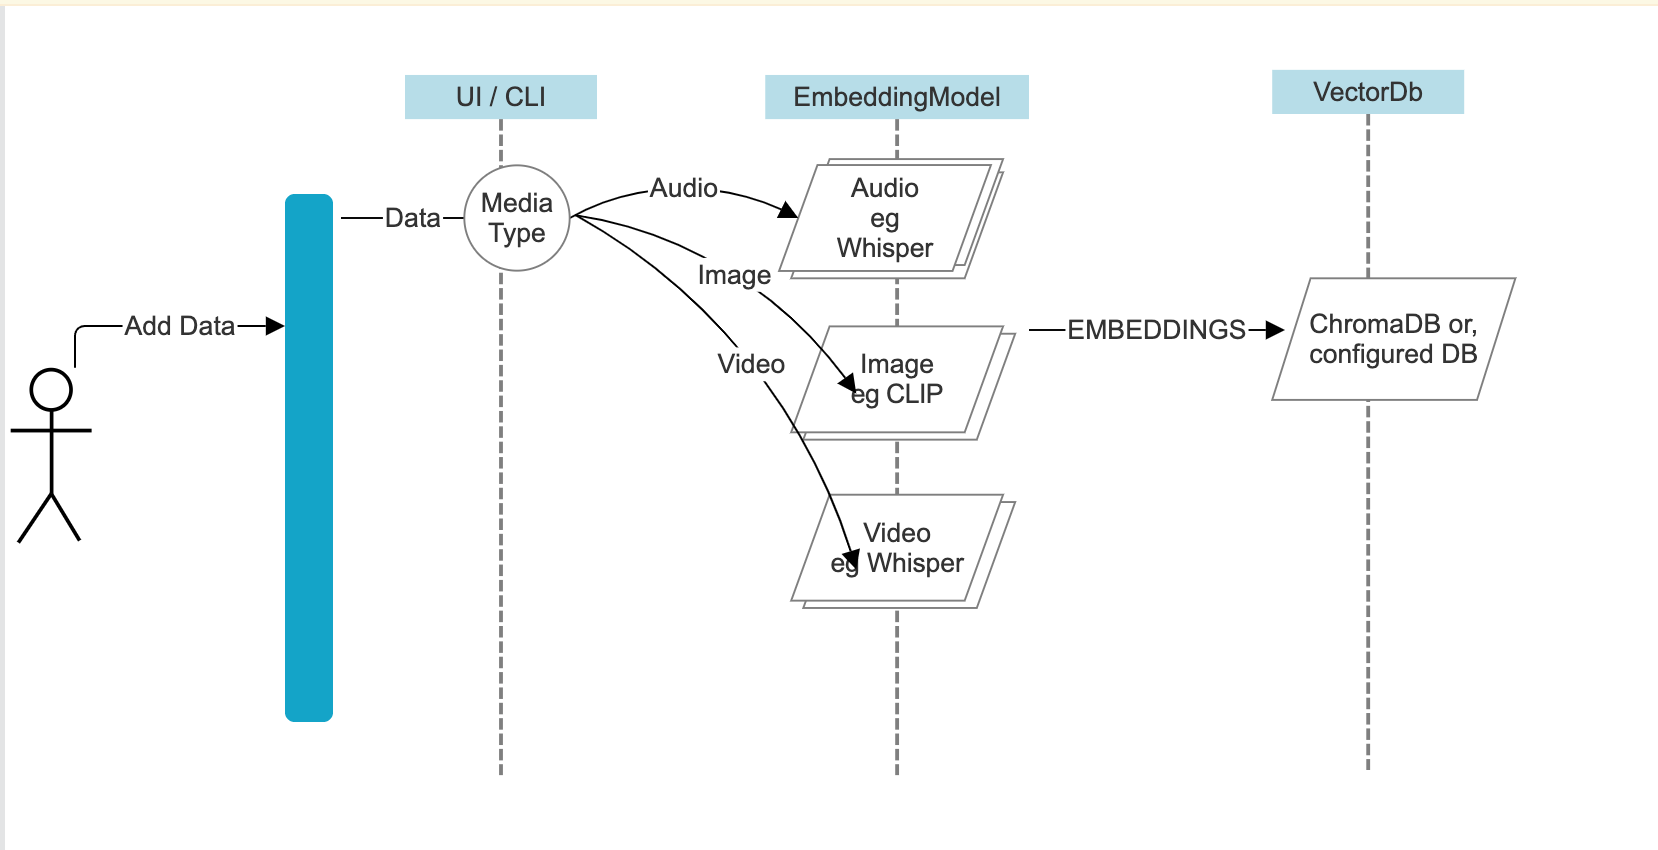 UI / CLI
EmbeddingModel
VectorDb
Add Data
Data
Media
Type
Audio
Image
Video
Audio
eg
Whisper
Image
eg CLIP
Video
eg Whisper
EMBEDDINGS
ChromaDB or,
configured DB